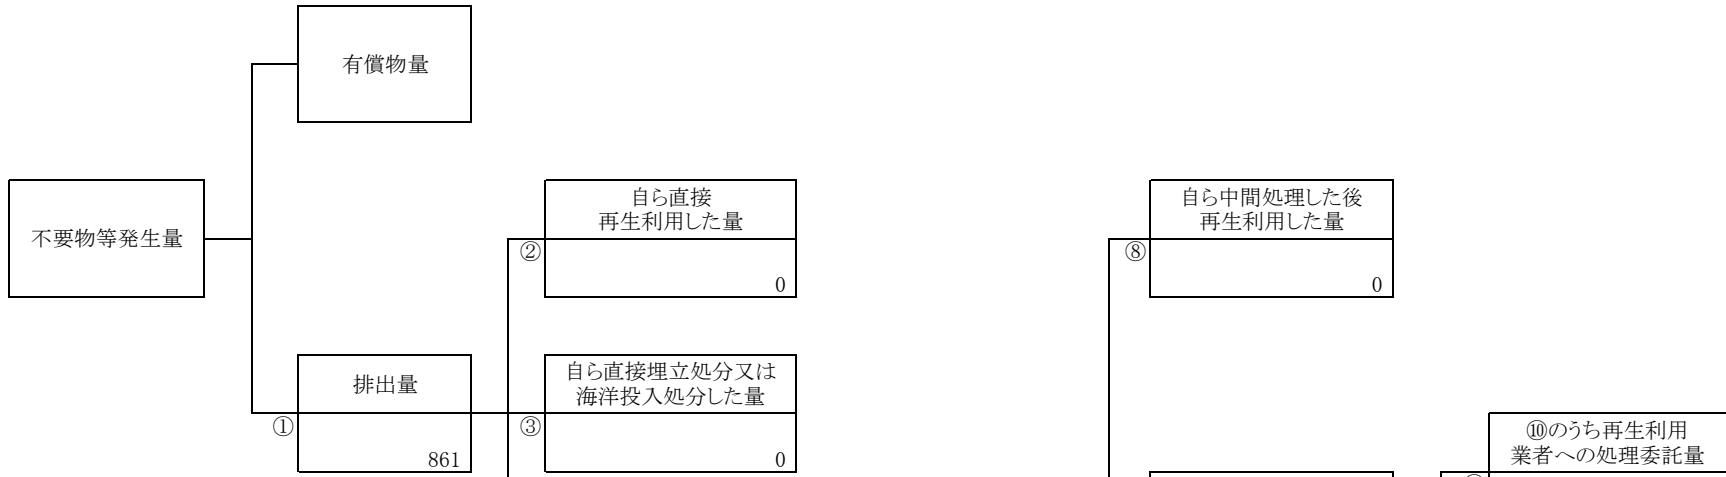 有償物量
不要物等発生量
自ら直接
再生利用した量
②
0
自ら中間処理した後
再生利用した量
⑧
0
排出量
①
861
自ら直接埋立処分又は
海洋投入処分した量
③
0
⑩のうち再生利用
業者への処理委託量